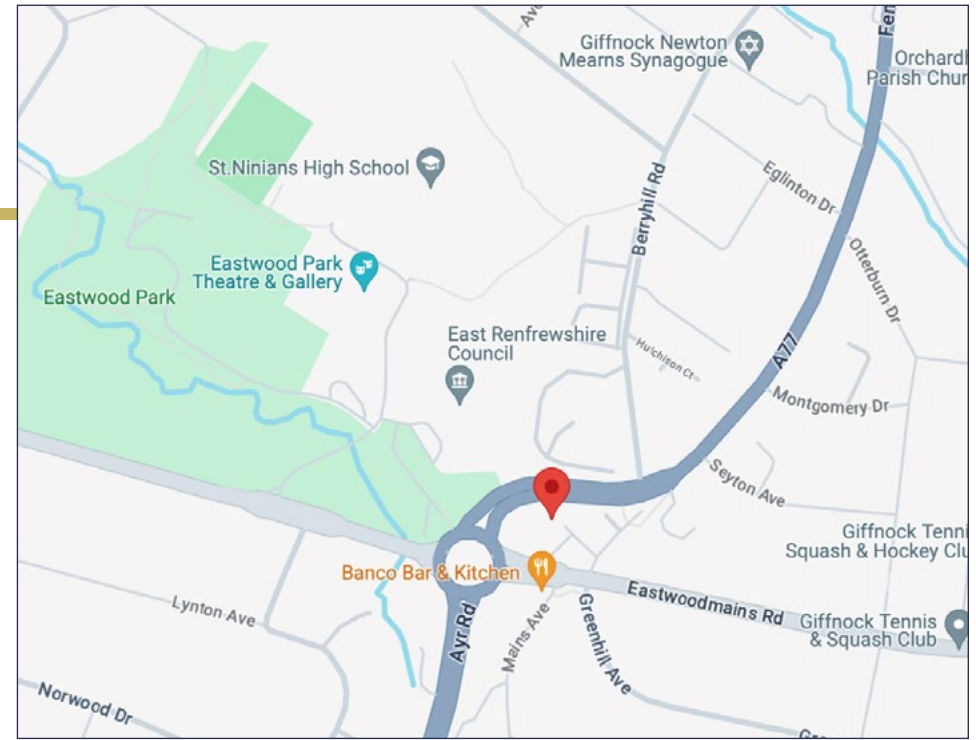 Giffnock Newton
Mearns Synagogue
Orchard
Parish Chur
St.Ninians High School
Eglinton Dr
Berryhill Rd
Otterburn Dr
Eastwood Park
Theatre & Gallery
Eastwood Park
East Renfrewshire
Council
Hutchison Ct
A77
Montgomery Dr
Seyton Ave
Giffnock Tenni
Squash & Hockey Clu
Banco Bar & Kitchen
Eastwoodmains Rd
Lynton Ave
Ayr Rd
Mains Ave
Greenhill Ave
Giffnock Tennis
& Squash Club
Norwood Dr